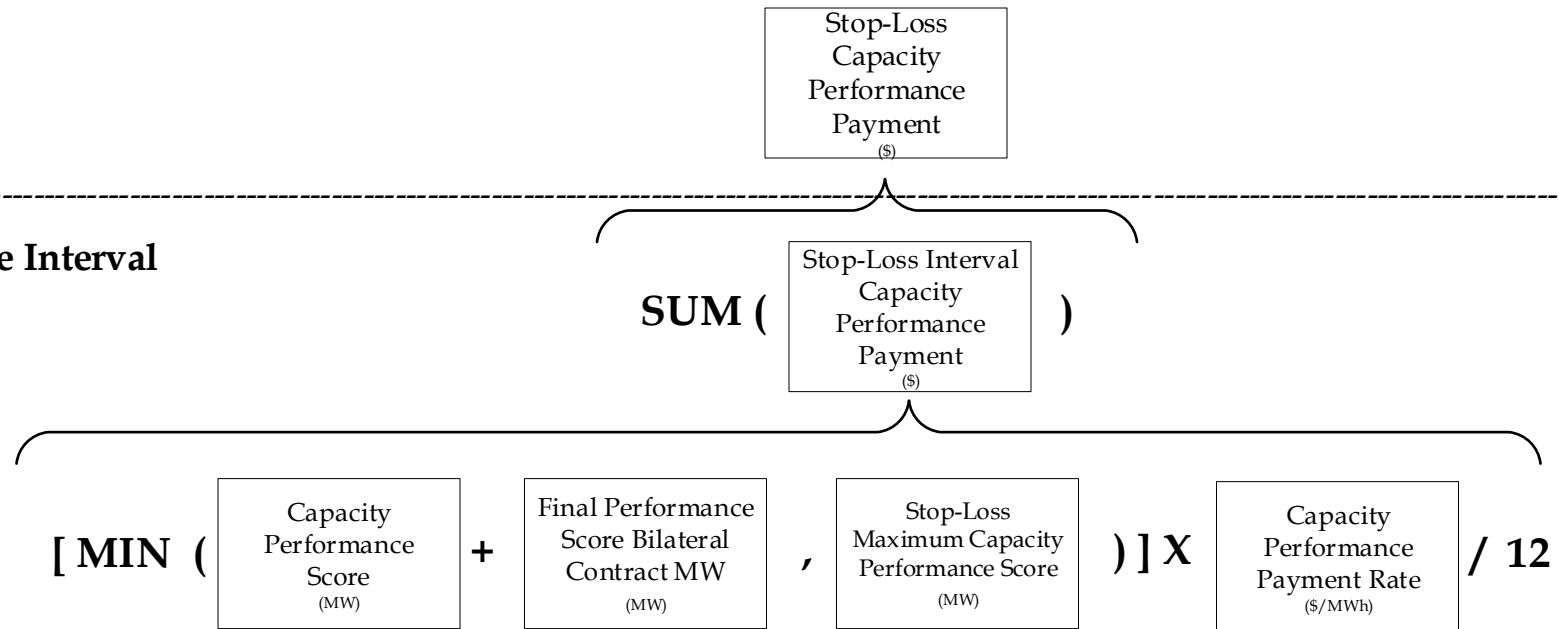 Stop-Loss
Capacity
Performance
Payment
($)
e Interval
SUM (
Stop-Loss Interval
Capacity
Performance
Payment
($)
)
[ MIN (
Capacity
Performance
Score
(MW)
+
Final Performance
Score Bilateral
Contract MW
(MW)
,
Stop-Loss
Maximum Capacity
Performance Score
(MW)
) ] X
Capacity
Performance
Payment Rate
($/MWh)
/ 12